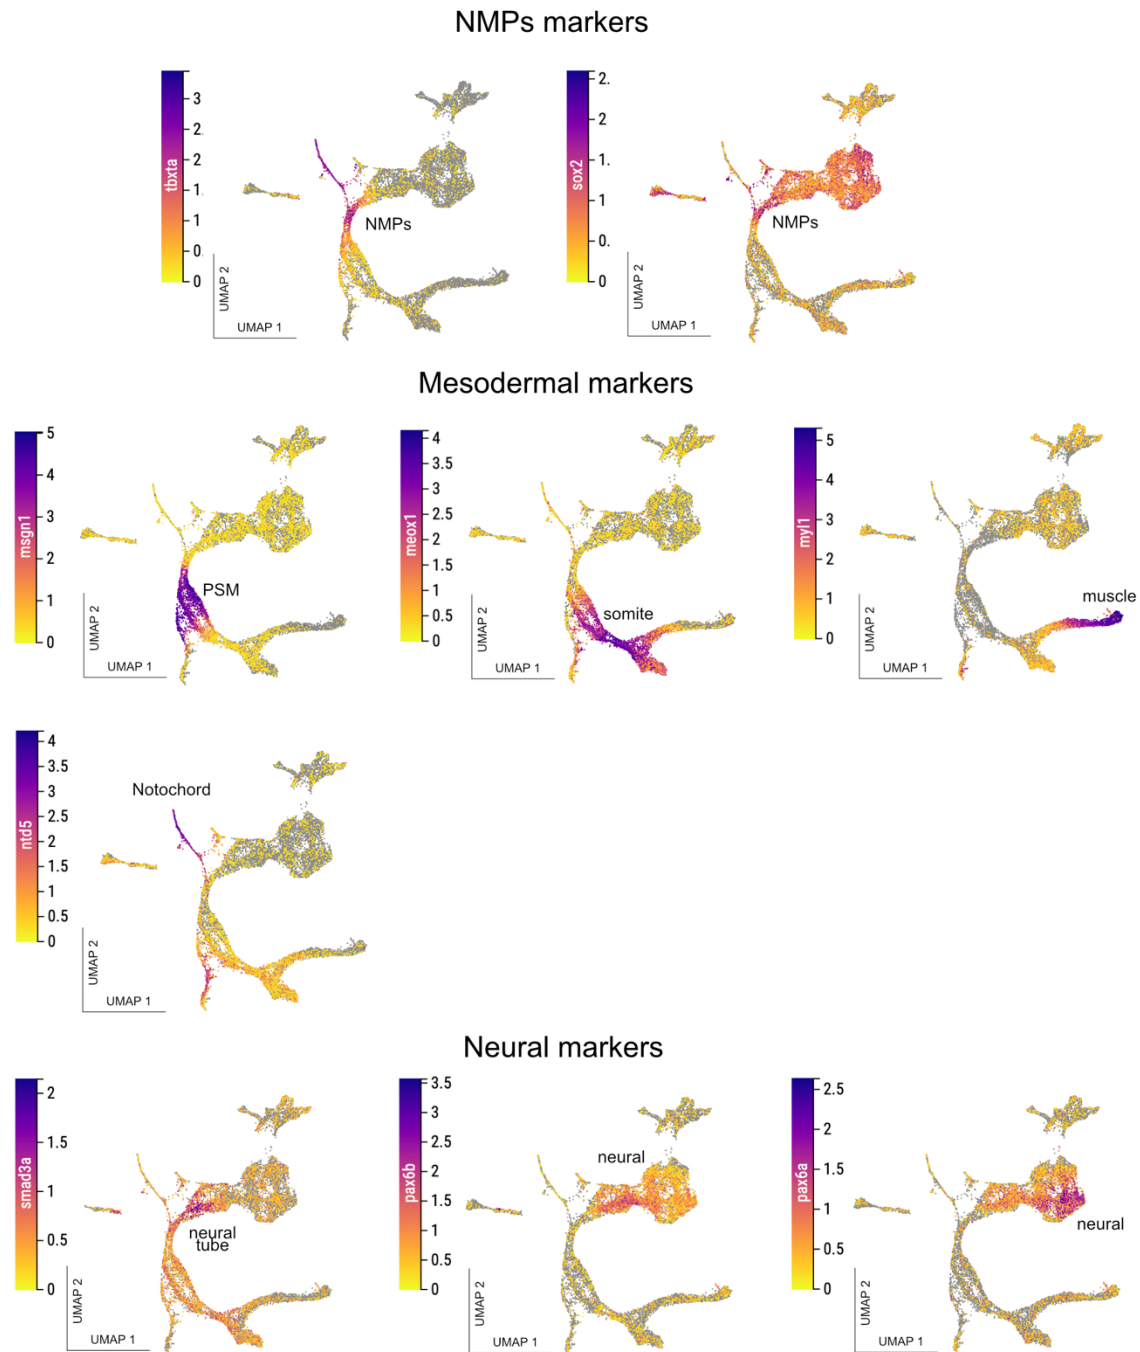 NMPs markers
3
2.
2
1.
1
0.
0
tbxta
NMPs
UMAP 2
UMAP 1
2.
2
1.
1
0.
0
sox2
NMPs
UMAP 2
UMAP 1
Mesodermal markers
5
4
3
2
1
0
msgn1
PSM
UMAP 2
UMAP 1
4
3.5
3
2.5
2
1.5
1
0.5
0
meox1
somite
UMAP 2
UMAP 1
5
4
3
2
1
0
myl1
muscle
UMAP 2
UMAP 1
4
3.5
3
2.5
2
1.5
1
0.5
0
ntd5
Notochord
UMAP 2
UMAP 1
Neural markers
2
1.5
1
0.5
0
smad3a
neural
tube
UMAP 2
UMAP 1
3.5
3
2.5
2
1.5
1
0.5
0
pax6b
neural
UMAP 2
UMAP 1
2.5
2
1.5
1
0.5
0
pax6a
neural
UMAP 2
UMAP 1